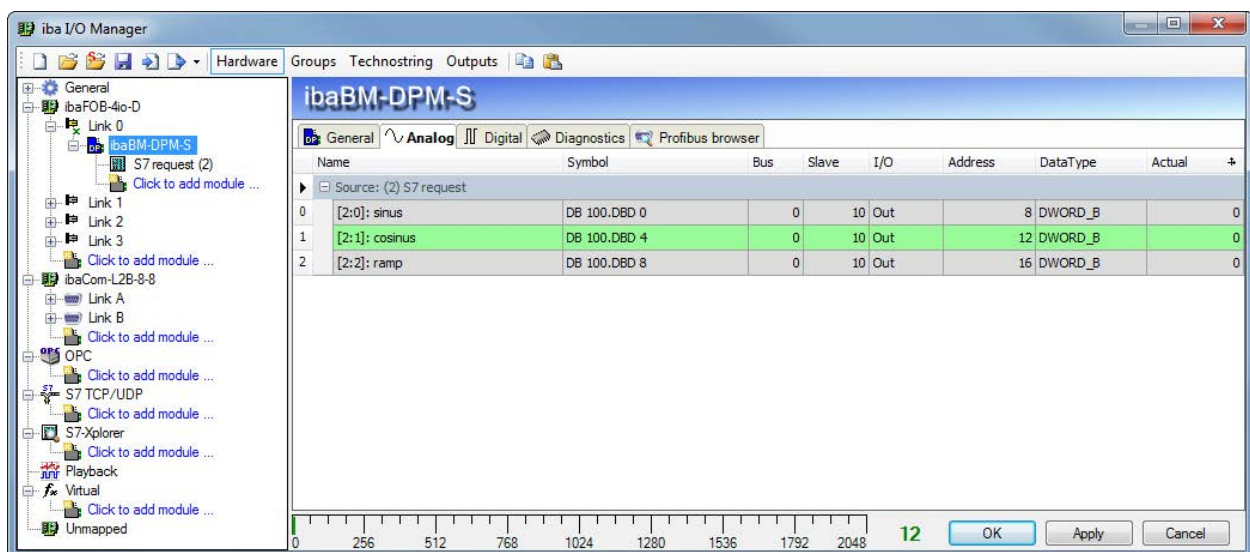 iba I/O Manager
Hardware Groups Technostring Outputs
General
ibaFOB-4io-D
Link 0
ibaBM-DPM-S
S7 request (2)
Click to add module ...
Link 1
Link 2
Link 3
Click to add module ...
ibaCom-L2B-8-8
Link A
Link B
Click to add module ...
OPC
Click to add module ...
S7 TCP/UDP
Click to add module ...
S7-Xplorer
Click to add module ...
Playback
Virtual
Click to add module ...
Unmapped
ibaBM-DPM-S
General Analog Digital Diagnostics Profibus browser
Name Symbol Bus Slave I/O Address DataType Actual
Source: (2) S7 request
0 [2:0]: sinus DB 100.DBD 0 0 10 Out 8 DWORD_B 0
1 [2:1]: cosinus DB 100.DBD 4 0 10 Out 12 DWORD_B 0
2 [2:2]: ramp DB 100.DBD 8 0 10 Out 16 DWORD_B 0
0 256 512 768 1024 1280 1536 1792 2048
12 OK Apply Cancel